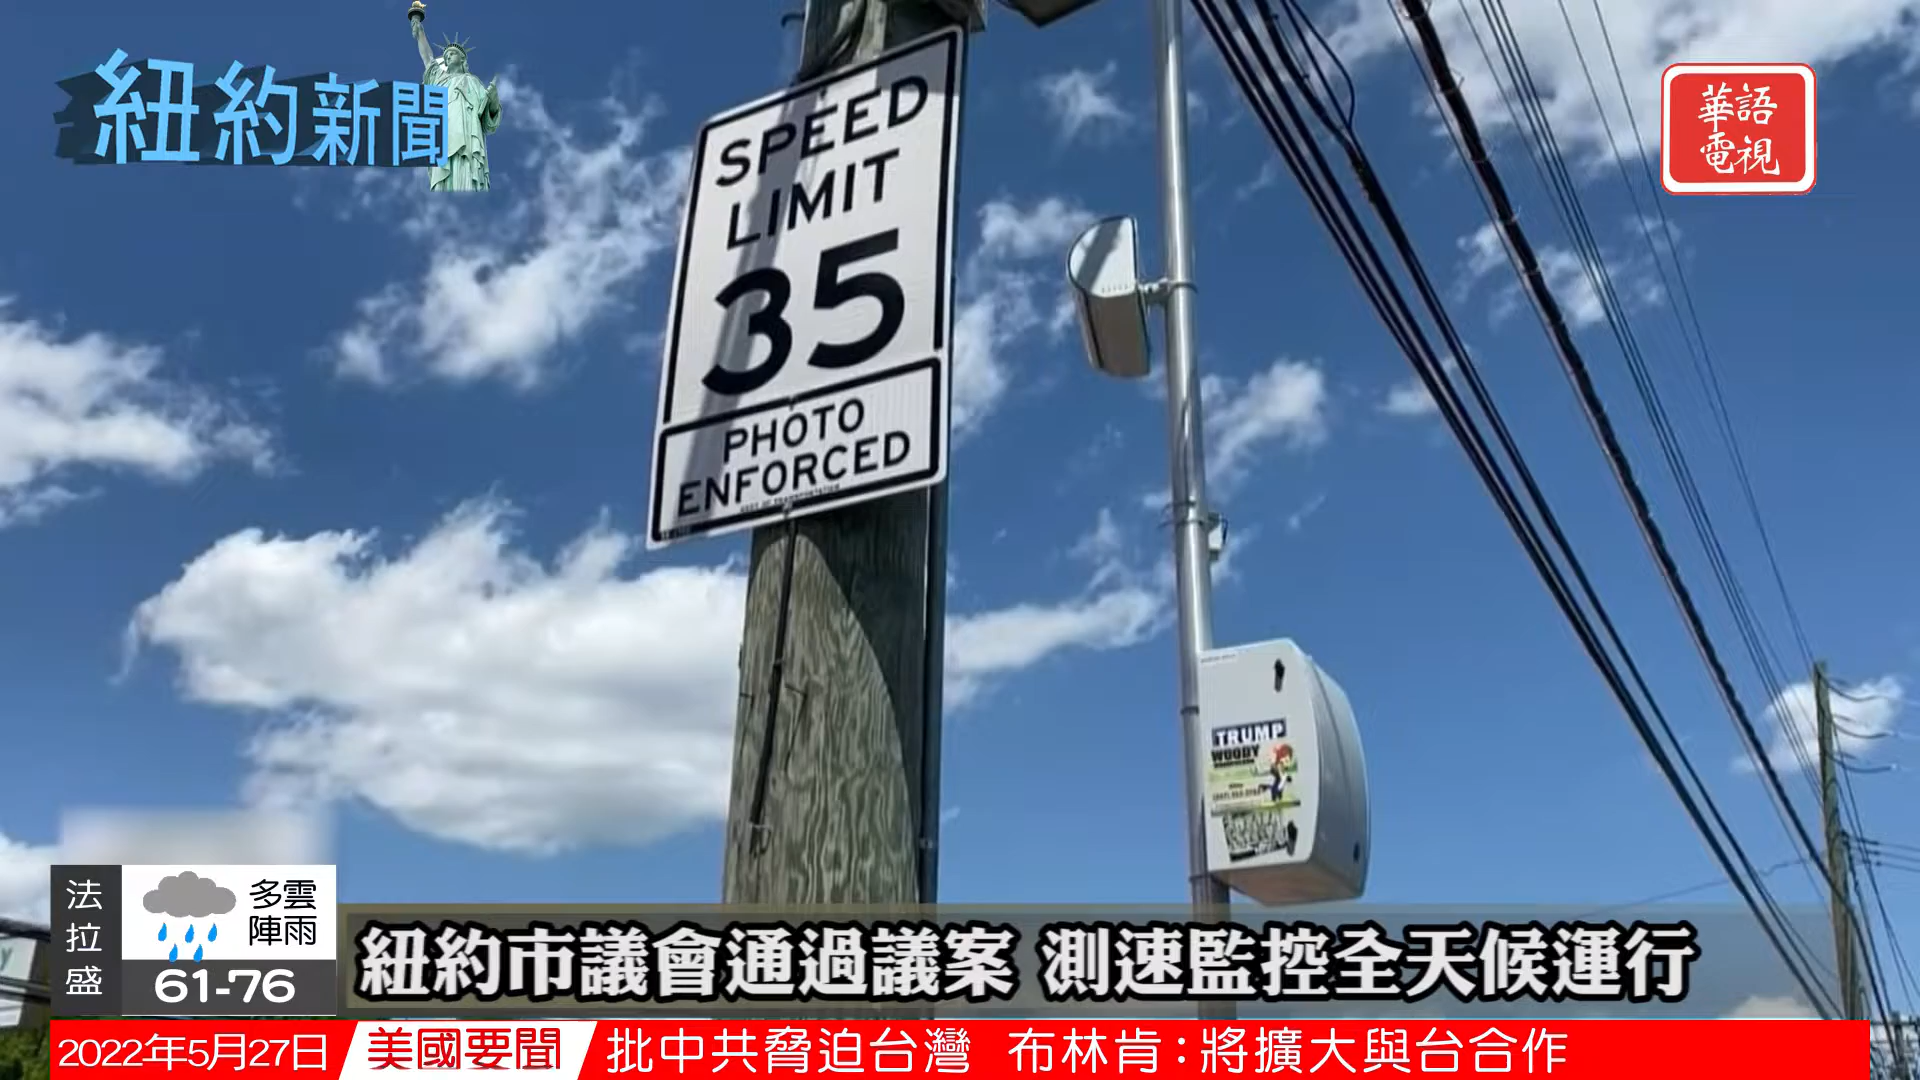 紐約新聞
華語
電視
SPEED
LIMIT
35
PHOTO
ENFORCED
TRUMP
WOODY
法拉盛
多雲
陣雨
61-76
紐約市議會通過議案 測速監控全天候運行
2022年5月27日 美國要聞 批中共脅迫台灣 布林肯:將擴大與台合作